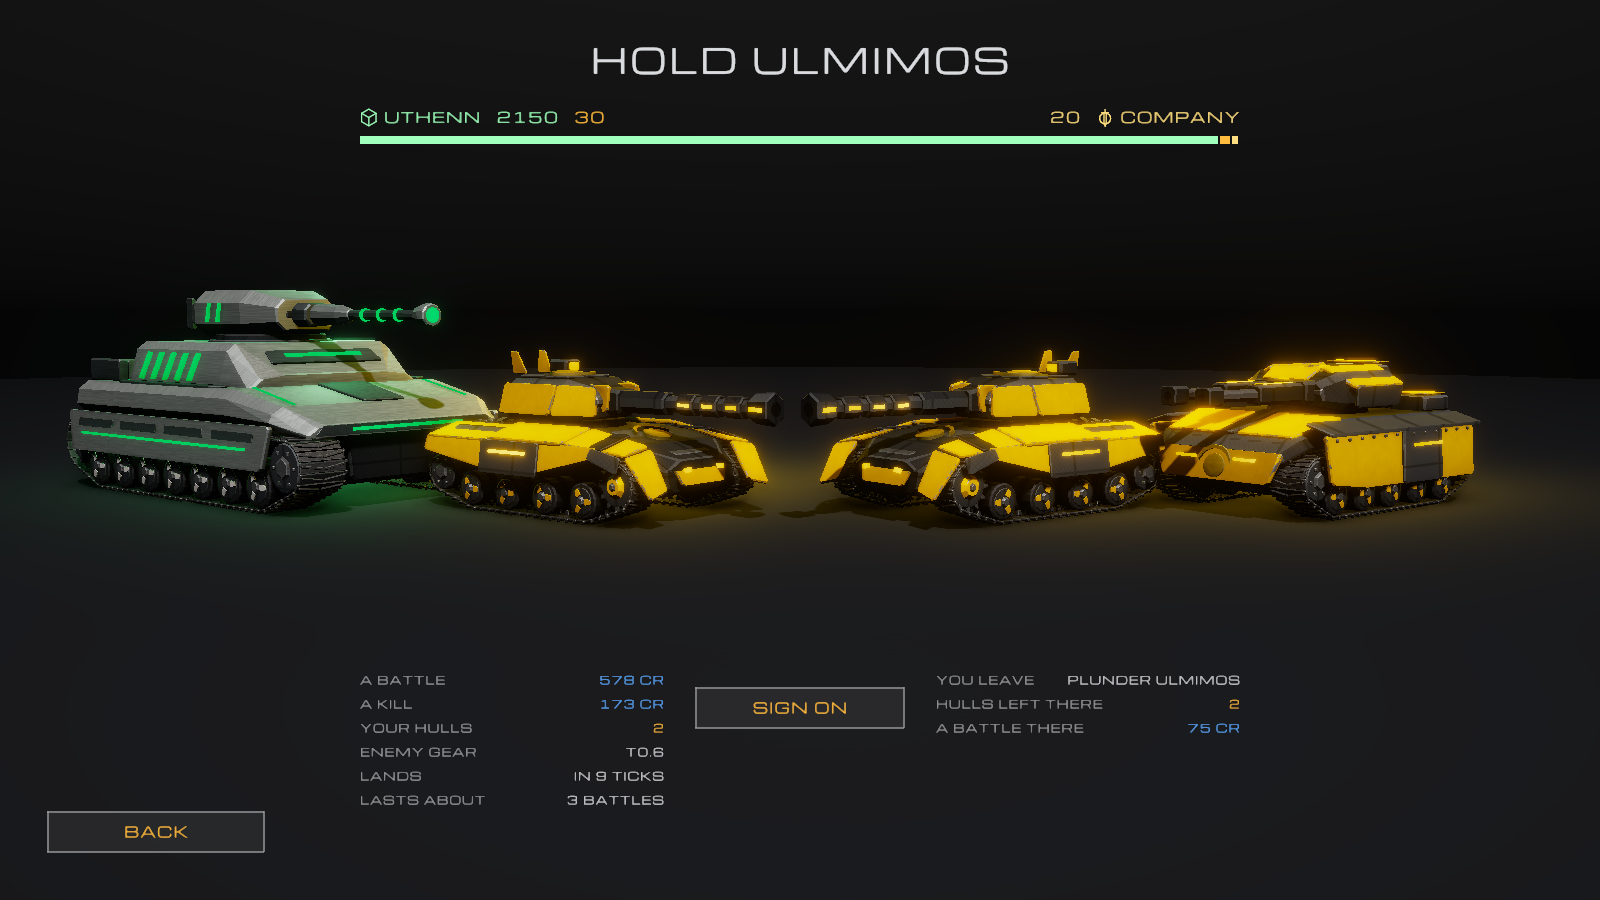 HOLD ULMIMOS
UTHENN 2150 30
20 COMPANY
A BATTLE 578 CR
A KILL 173 CR
YOUR HULLS 2
ENEMY GEAR T0.6
LANDS IN 9 TICKS
LASTS ABOUT 3 BATTLES
SIGN ON
YOU LEAVE PLUNDER ULMIMOS
HULLS LEFT THERE 2
A BATTLE THERE 75 CR
BACK